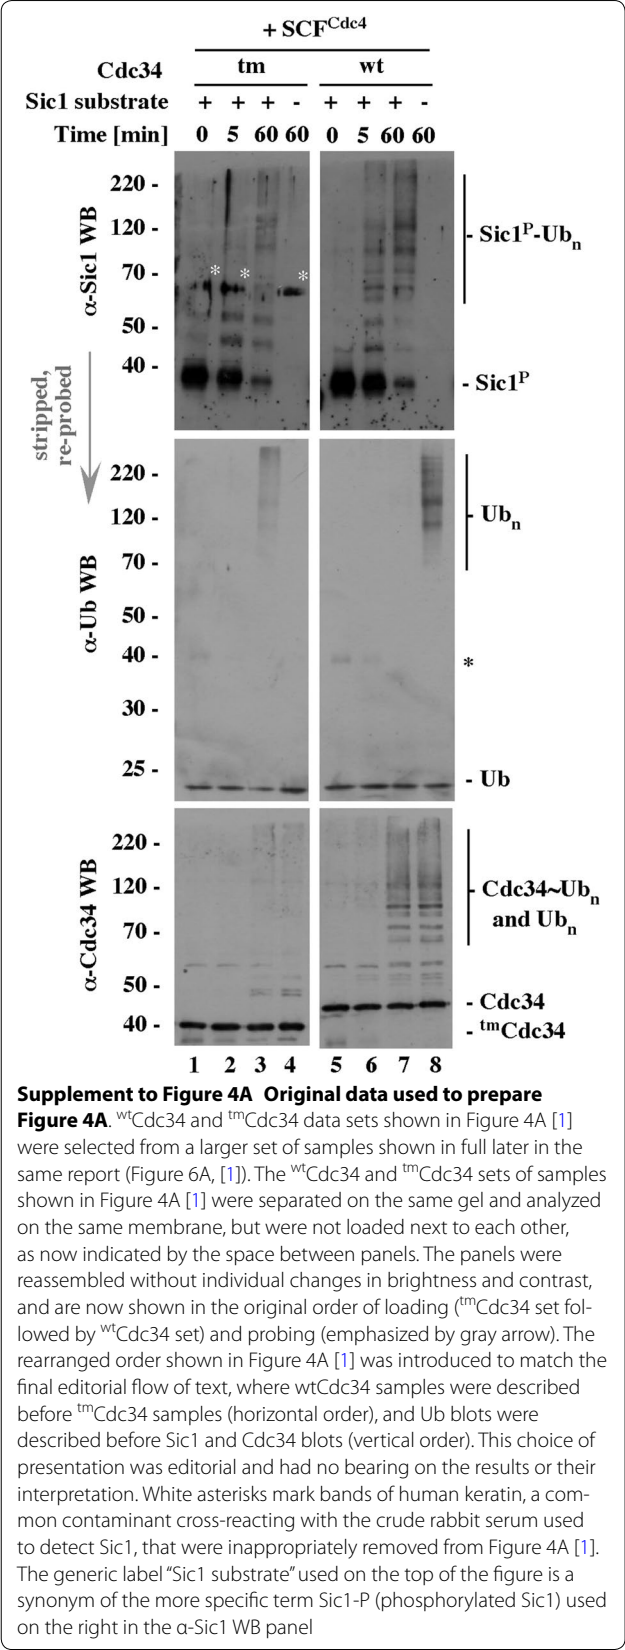 + SCF^Cdc4
Cdc34 tm wt
Sic1 substrate + + + - + + + -
Time [min] 0 5 60 60 0 5 60 60
α-Sic1 WB
220 -
120 -
70 -
50 -
40 -
* * *
- Sic1^P-Ub_n
- Sic1^P
stripped,
re-probed
α-Ub WB
220 -
120 -
70 -
50 -
40 -
30 -
25 -
- Ub_n
*
- Ub
α-Cdc34 WB
220 -
120 -
70 -
50 -
40 -
- Cdc34~Ub_n
and Ub_n
- Cdc34
- ^tmCdc34
1 2 3 4 5 6 7 8
Supplement to Figure 4A Original data used to prepare
Figure 4A. ^wtCdc34 and ^tmCdc34 data sets shown in Figure 4A [1]
were selected from a larger set of samples shown in full later in the
same report (Figure 6A, [1]). The ^wtCdc34 and ^tmCdc34 sets of samples
shown in Figure 4A [1] were separated on the same gel and analyzed
on the same membrane, but were not loaded next to each other,
as now indicated by the space between panels. The panels were
reassembled without individual changes in brightness and contrast,
and are now shown in the original order of loading (^tmCdc34 set fol-
lowed by ^wtCdc34 set) and probing (emphasized by gray arrow). The
rearranged order shown in Figure 4A [1] was introduced to match the
final editorial flow of text, where wtCdc34 samples were described
before ^tmCdc34 samples (horizontal order), and Ub blots were
described before Sic1 and Cdc34 blots (vertical order). This choice of
presentation was editorial and had no bearing on the results or their
interpretation. White asterisks mark bands of human keratin, a com-
mon contaminant cross-reacting with the crude rabbit serum used
to detect Sic1, that were inappropriately removed from Figure 4A [1].
The generic label “Sic1 substrate” used on the top of the figure is a
synonym of the more specific term Sic1-P (phosphorylated Sic1) used
on the right in the α-Sic1 WB panel